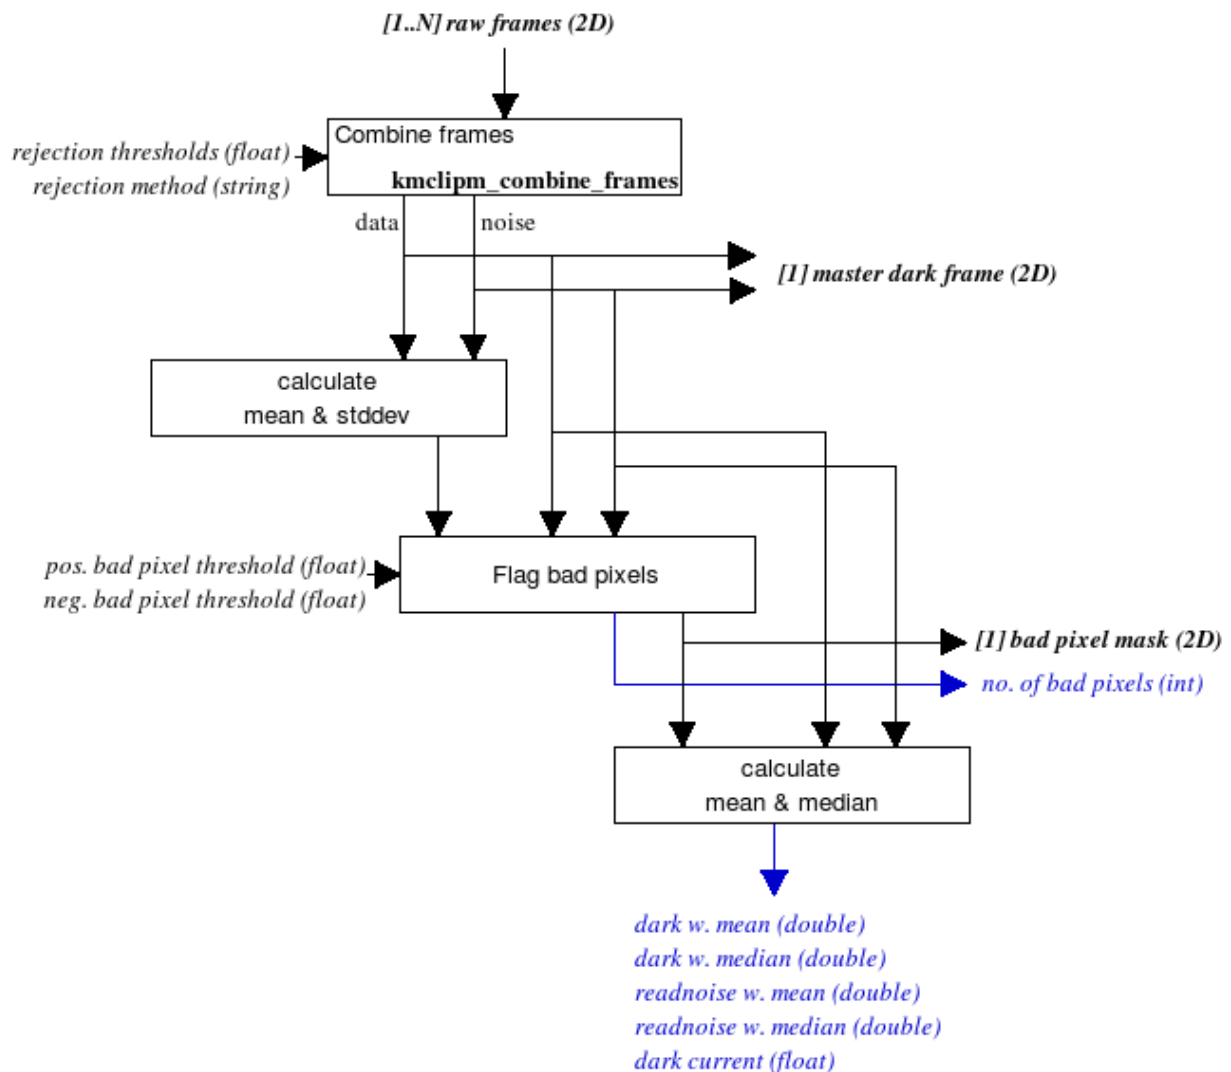 [1..N] raw frames (2D)
Combine frames
rejection thresholds (float)
kmclipm_combine_frames
rejection method (string)
data
noise
[1] master dark frame (2D)
calculate
mean & stddev
pos. bad pixel threshold (float)
Flag bad pixels
neg. bad pixel threshold (float)
[1] bad pixel mask (2D)
no. of bad pixels (int)
calculate
mean & median
dark w. mean (double)
dark w. median (double)
readnoise w. mean (double)
readnoise w. median (double)
dark current (float)